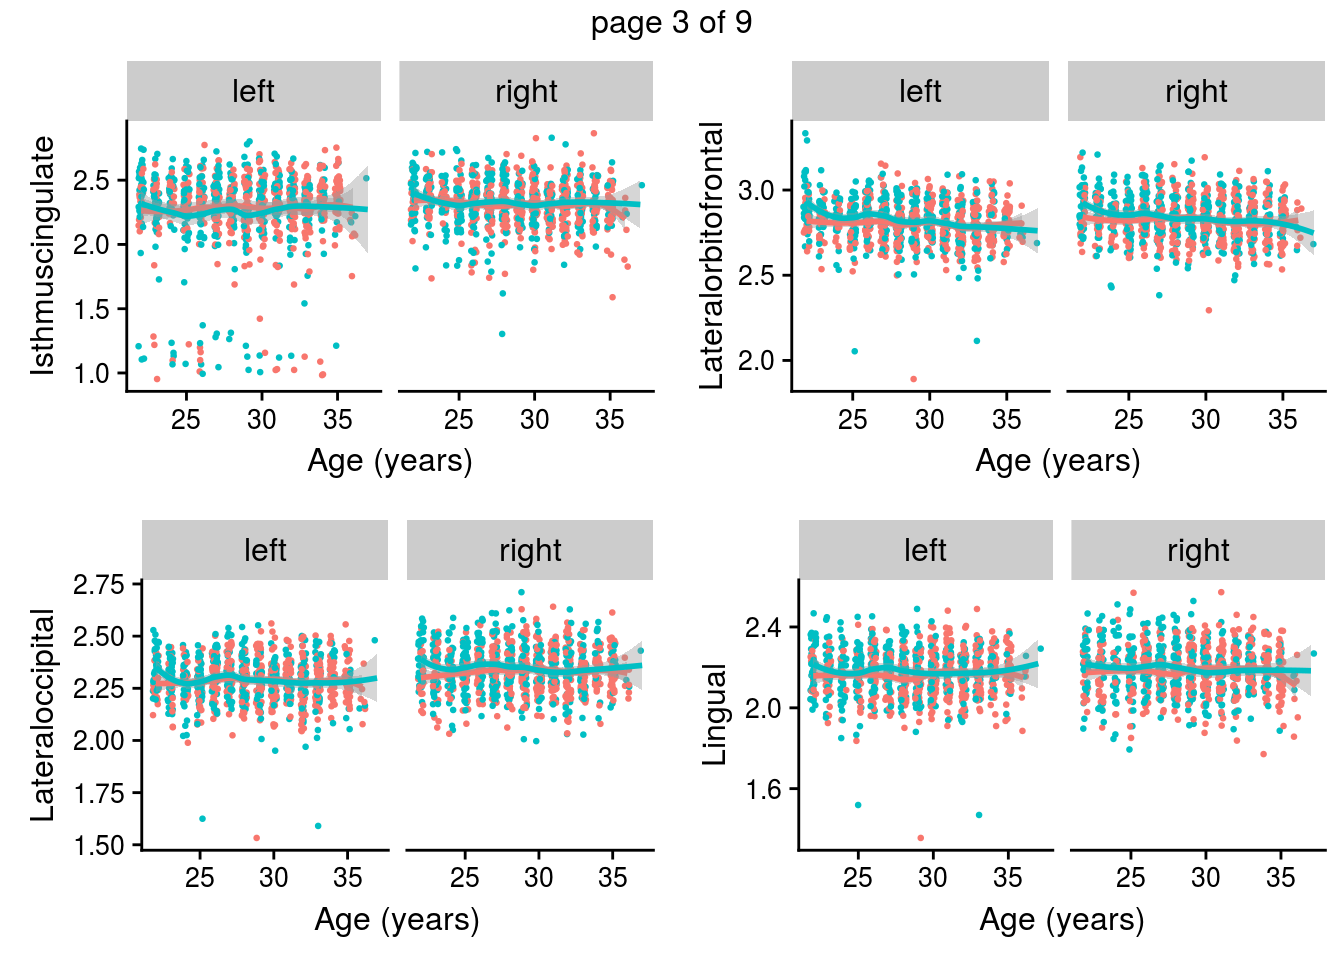 page 3 of 9
left right
Isthmuscingulate
2.5
2.0
1.5
1.0
25 30 35 25 30 35
Age (years)
left right
Lateralorbitofrontal
3.0
2.5
2.0
25 30 35 25 30 35
Age (years)
left right
Lateraloccipital
2.75
2.50
2.25
2.00
1.75
1.50
25 30 35 25 30 35
Age (years)
left right
Lingual
2.4
2.0
1.6
25 30 35 25 30 35
Age (years)